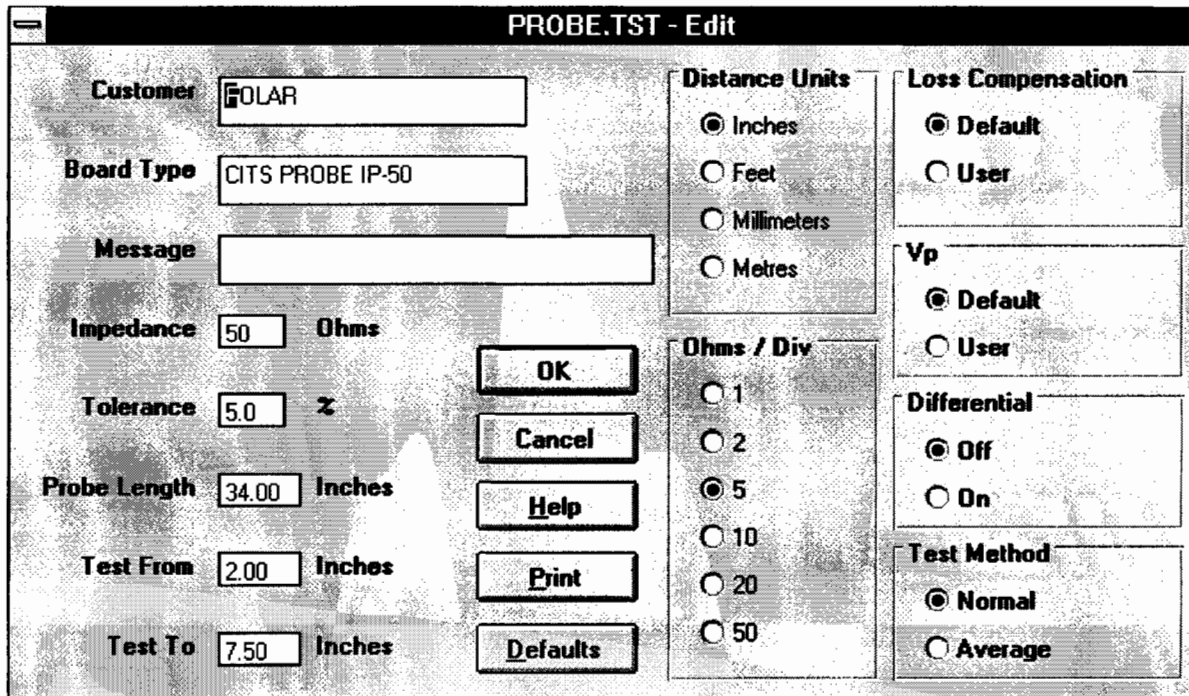 PROBE.TST - Edit
Customer
POLAR
Board Type
CITS PROBE IP-50
Message
Impedance
50
Ohms
Tolerance
5.0
%
Probe Length
34.00
Inches
Test From
2.00
Inches
Test To
7.50
Inches
OK
Cancel
Help
Print
Defaults
Distance Units
Inches
Feet
Millimeters
Metres
Ohms / Div
1
2
5
10
20
50
Loss Compensation
Default
User
Vp
Default
User
Differential
Off
On
Test Method
Normal
Average